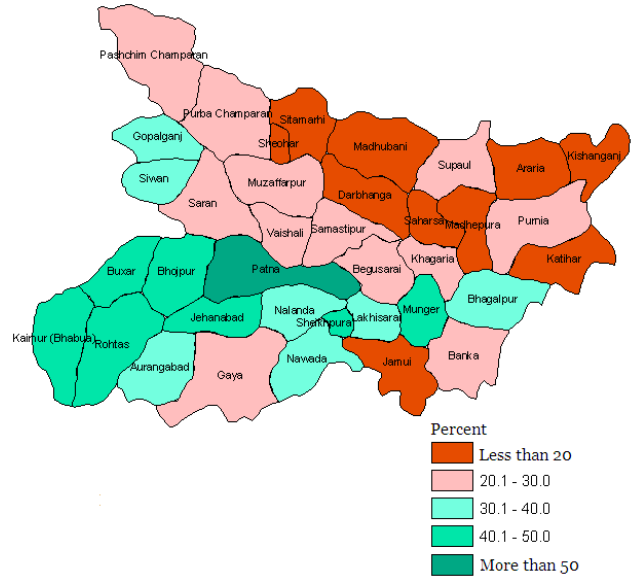 Pashchim Champaran
Purba Champaran
Sitamarhi
Gopalganj
Sheohar
Madhubani
Kishanganj
Supaul
Araria
Siwan
Muzaffarpur
Darbhanga
Saran
Saharsa
Madhepura
Purnia
Vaishali
Samastipur
Khagaria
Katihar
Buxar
Bhojpur
Patna
Begusarai
Bhagalpur
Jehanabad
Nalanda
Sheikhpura
Lakhisarai
Munger
Kaimur (Bhabua)
Rohtas
Aurangabad
Gaya
Nawada
Jamui
Banka
Percent
Less than 20
20.1 - 30.0
30.1 - 40.0
40.1 - 50.0
More than 50